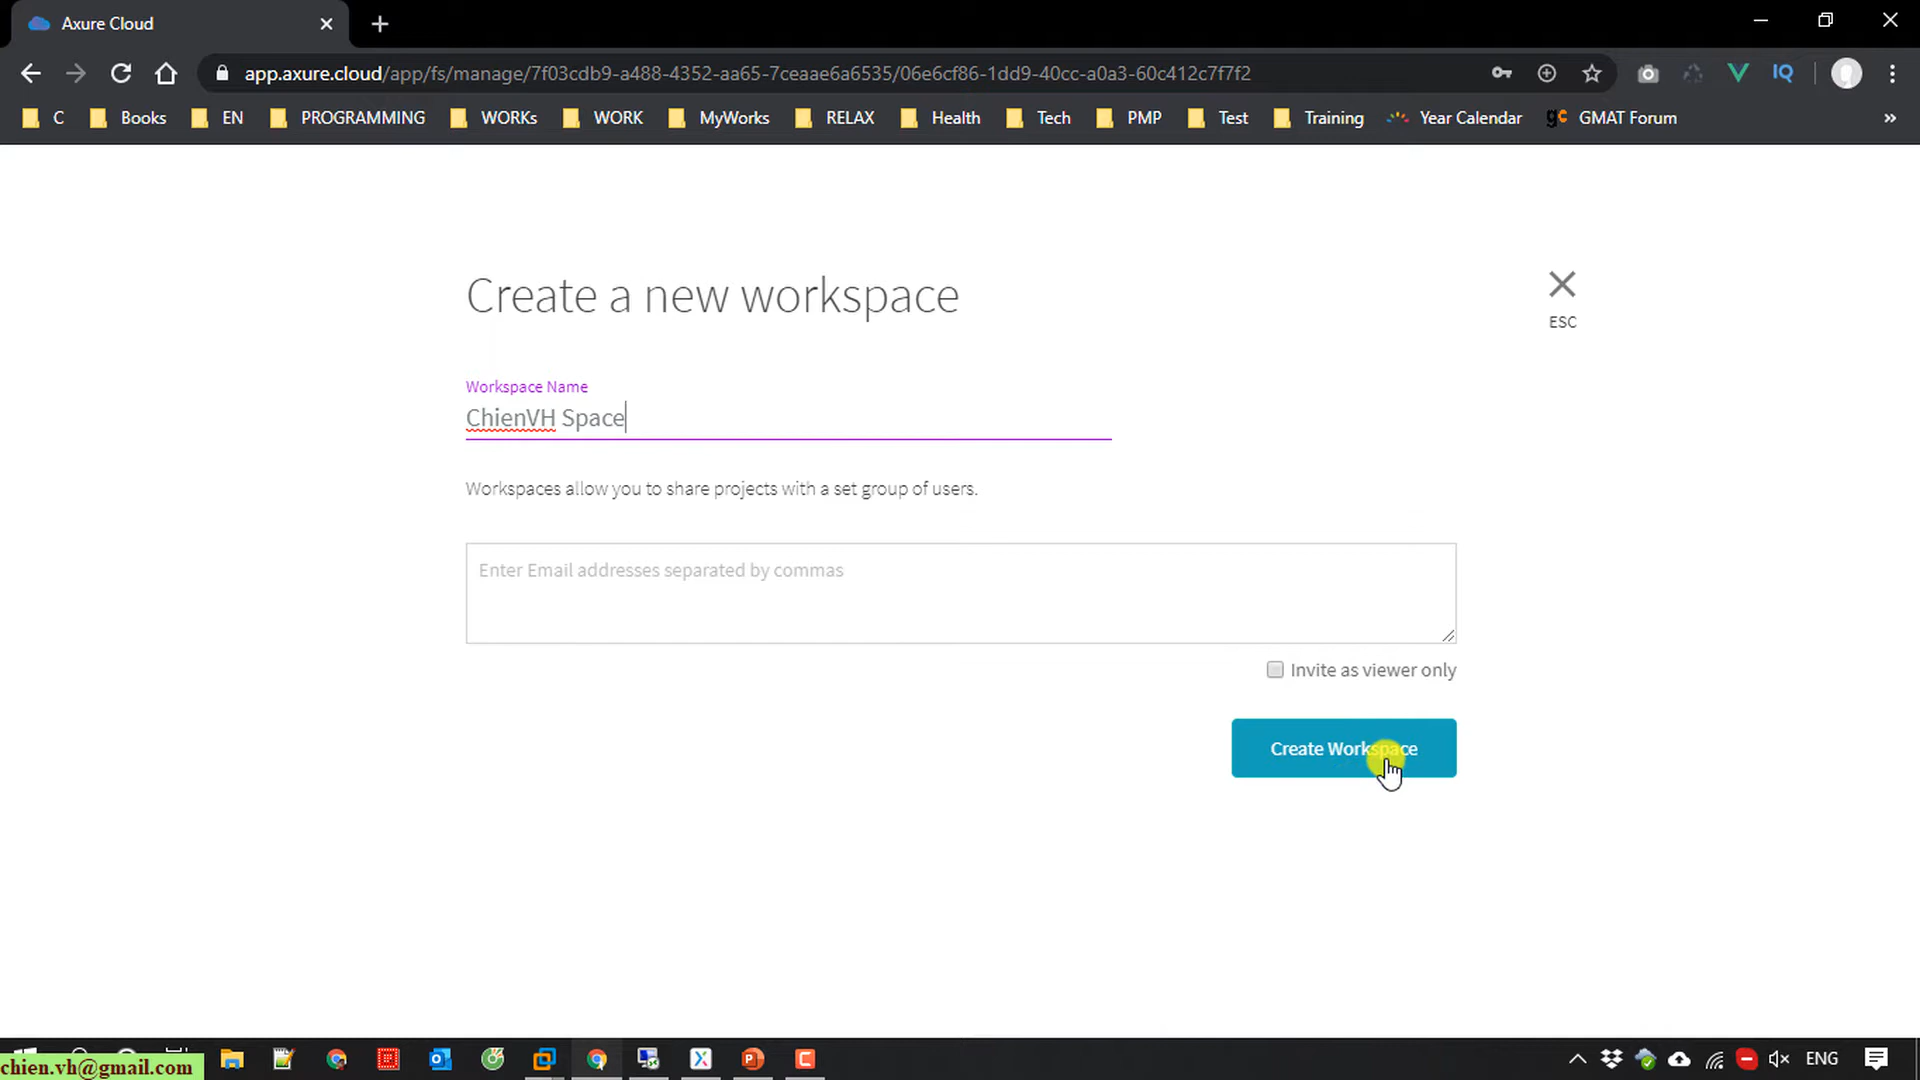 Axure Cloud
app.axure.cloud/app/fs/manage/7f03cdb9-a488-4352-aa65-7ceaae6a6535/06e6cf86-1dd9-40cc-a0a3-60c412c7f7f2
C Books EN PROGRAMMING WORKs WORK MyWorks RELAX Health Tech PMP Test Training Year Calendar GMAT Forum »
Create a new workspace
ESC
Workspace Name
ChienVH Space
Workspaces allow you to share projects with a set group of users.
Enter Email addresses separated by commas
Invite as viewer only
Create Workspace
chien.vh@gmail.com
ENG